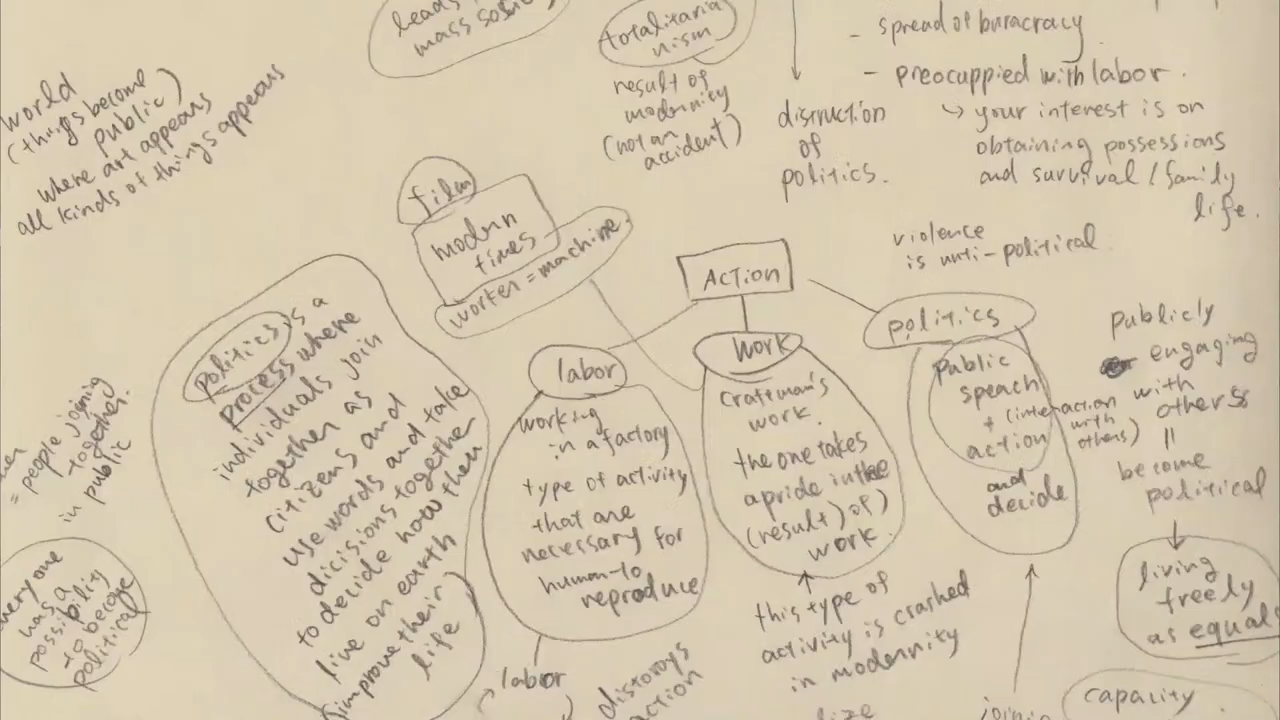 leads
mass
totalitaria
nism
result of
modernity
(not an
accident)
distruction
of
politics.
- spread of buracracy
- preocuppied with labor.
↳ your interest is on
obtaining possessions
and survival / family
life.
violence
is unti-political.
world
(things become
public)
where art appears
all kinds of things appears
film
modern
times
worker = machine
Action
labor
working
in a factory
type of activity
that are
necessary for
human to
reproduce
labor
distoroys
action
work
craftman's
work.
the one takes
a pride in the
(result) of)
work.
this type of
activity is crashed
in modernity
politics
public
speach
+ (interaction
with
others)
action
and
decide
publicly
engaging
with
others
||
become
political
living
freely
as equals
capacity
politics is a
process where
individuals join
together as
citizens and
use words and take
dicisions together
to decide how then
live on earth
(improve their)
life
= people joining
together.
in public
everyone
has a
possibility
to become
political